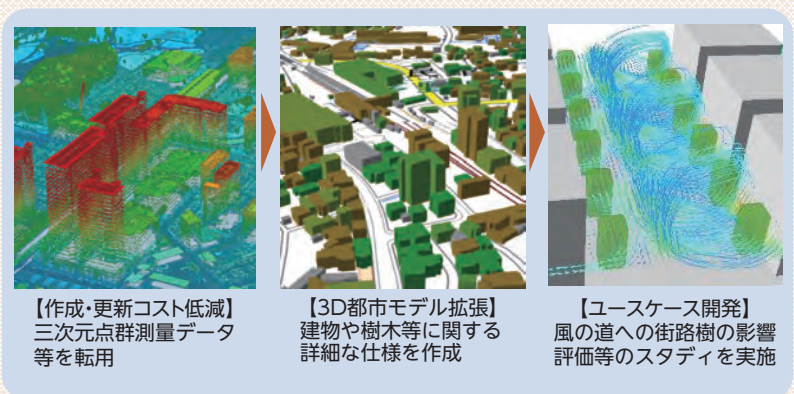 【作成・更新コスト低減】
三次元点群測量データ
等を転用
【3D都市モデル拡張】
建物や樹木等に関する
詳細な仕様を作成
【ユースケース開発】
風の道への街路樹の影響
評価等のスタディを実施